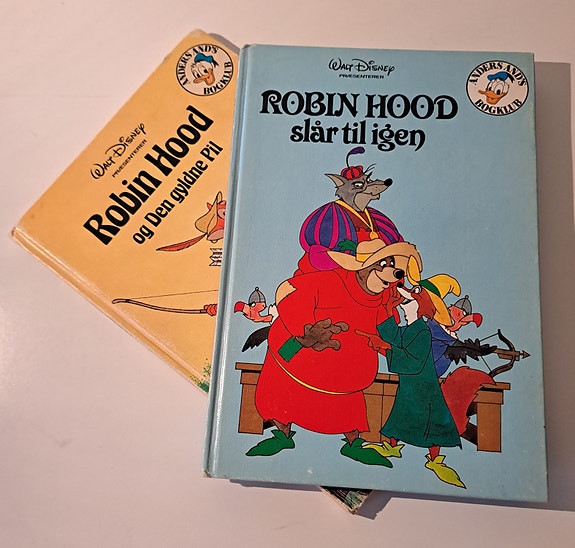 WALT DISNEY
PRÆSENTERER
ROBIN HOOD
slår til igen
ANDERS AND'S
BOGKLUB
WALT DISNEY
PRÆSENTERER
Robin Hood
og Den gyldne Pil
ANDERS AND'S
BOGKLUB